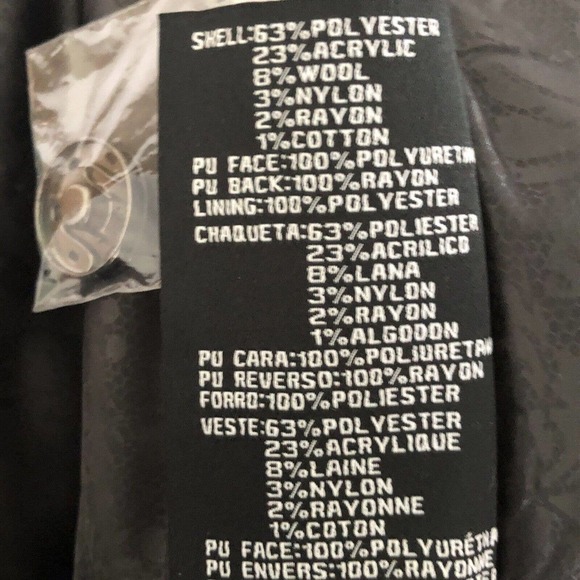 SHELL:63%POLYESTER
23%ACRYLIC
8%WOOL
3%NYLON
2%RAYON
1%COTTON
PU FACE:100%POLYURETHA
PU BACK:100%RAYON
LINING:100%POLYESTER
CHAQUETA:63%POLIESTER
23%ACRILICO
8%LANA
3%NYLON
2%RAYON
1%ALGODON
PU CARA:100%POLIURETAN
PU REVERSO:100%RAYON
FORRO:100%POLIESTER
VESTE:63%POLYESTER
23%ACRYLIQUE
8%LAINE
3%NYLON
2%RAYONNE
1%COTON
PU FACE:100%POLYURÉTHA
PU ENVERS:100%RAYONNE